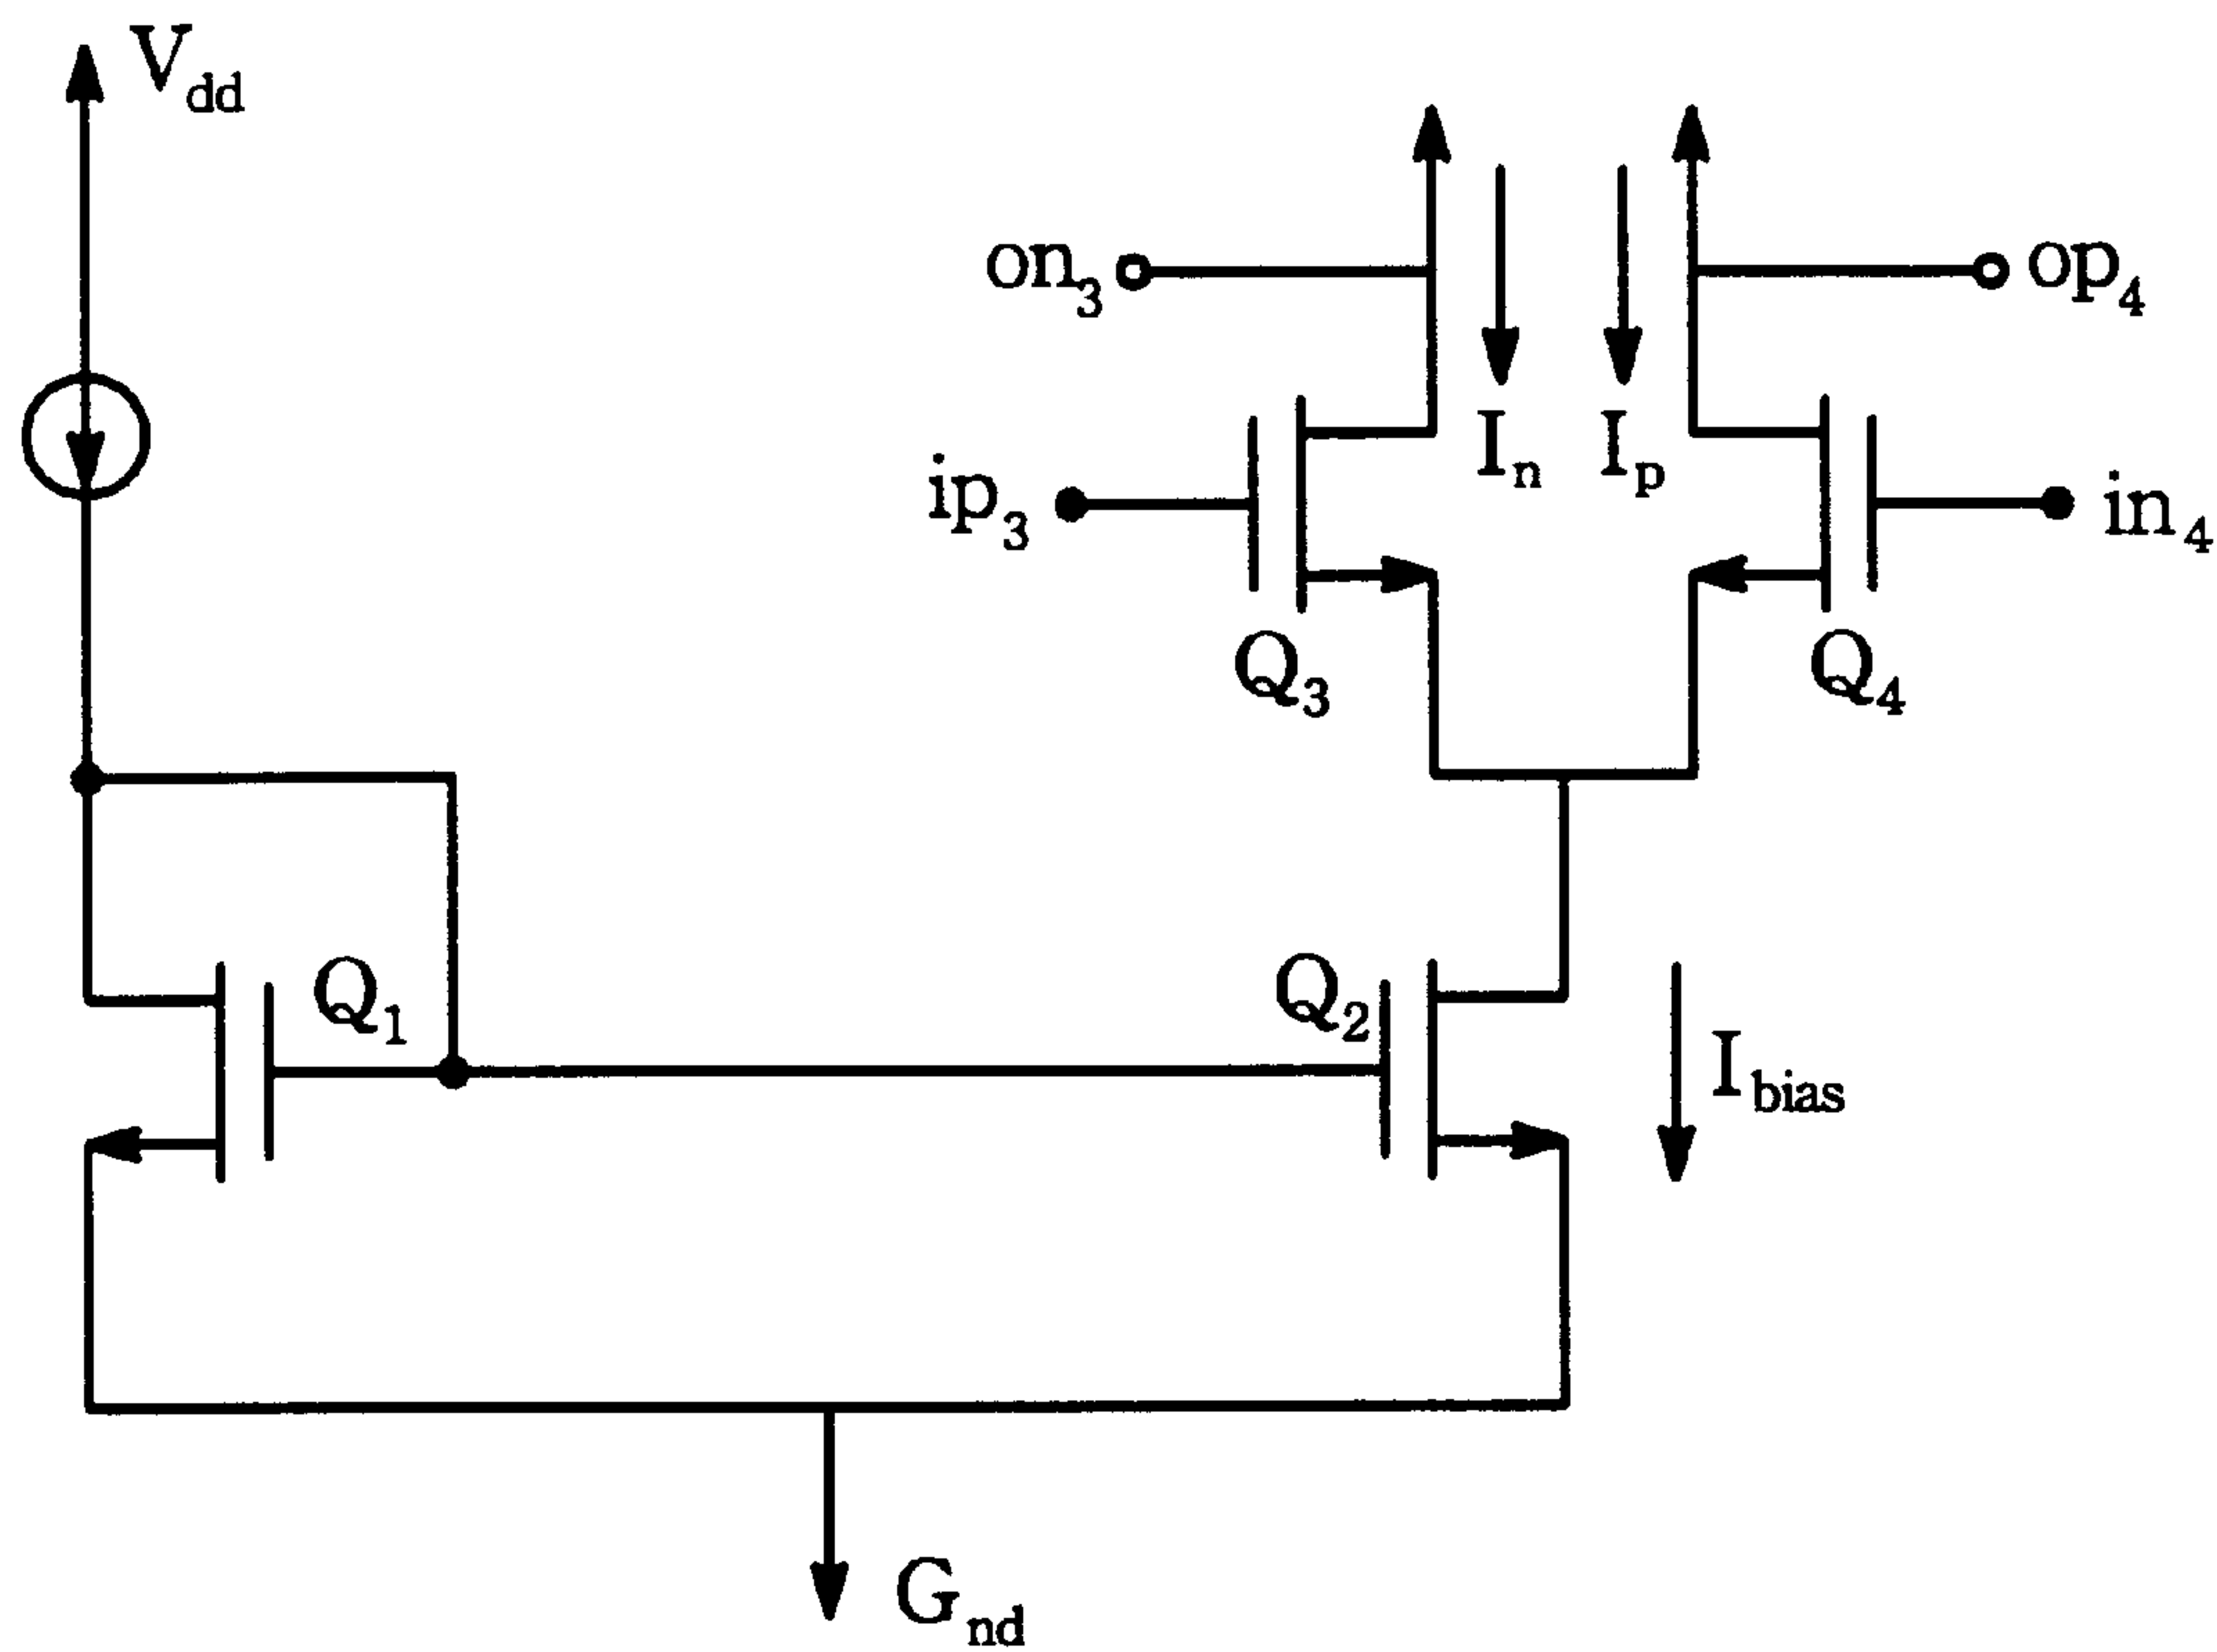 Vdd
on3
op4
In
Ip
ip3
in4
Q3
Q4
Q1
Q2
Ibias
Gnd